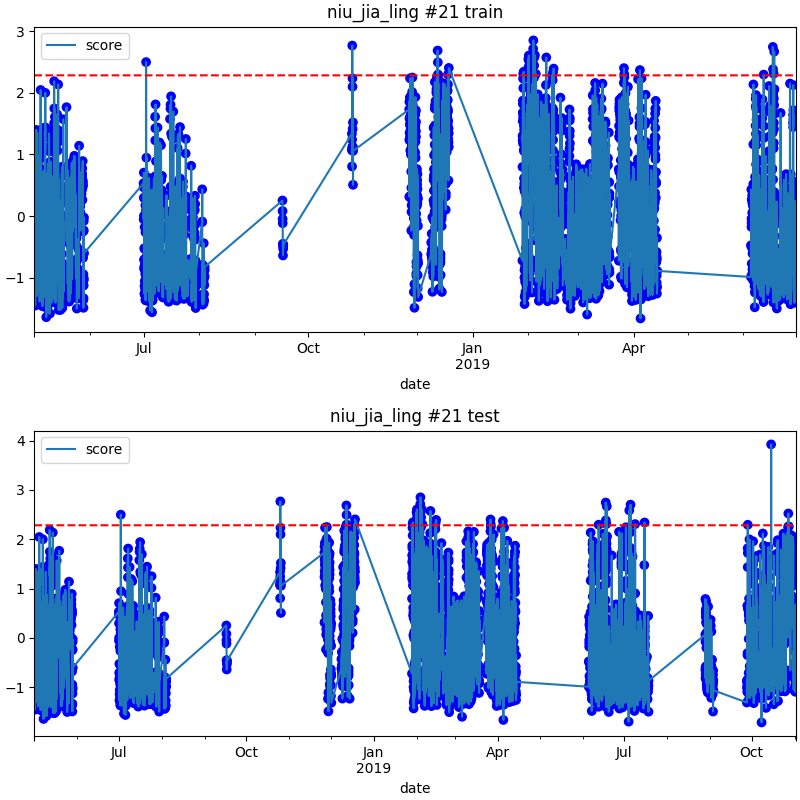 niu_jia_ling #21 train
score
3
2
1
0
−1
Jul
Oct
Jan
2019
Apr
date
niu_jia_ling #21 test
score
4
3
2
1
0
−1
Jul
Oct
Jan
2019
Apr
Jul
Oct
date